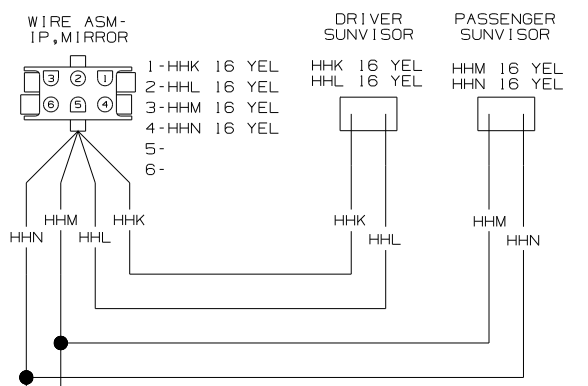 WIRE ASM-
IP,MIRROR
3 2 1
6 5 4
1-HHK 16 YEL
2-HHL 16 YEL
3-HHM 16 YEL
4-HHN 16 YEL
5-
6-
DRIVER
SUNVISOR
HHK 16 YEL
HHL 16 YEL
PASSENGER
SUNVISOR
HHM 16 YEL
HHN 16 YEL
HHN
HHM
HHL
HHK
HHK
HHL
HHM
HHN